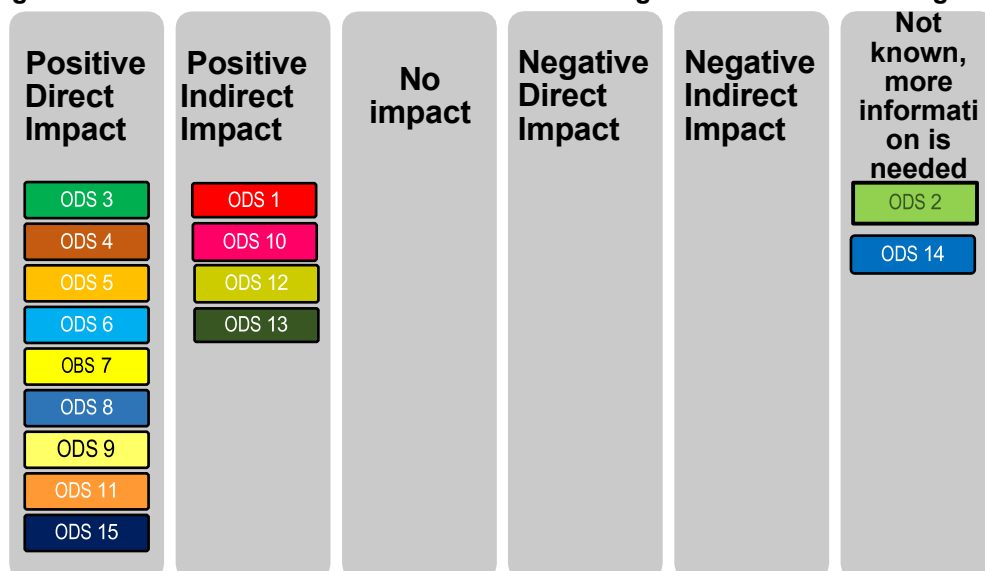 Positive
Direct
Impact
ODS 3
ODS 4
ODS 5
ODS 6
OBS 7
ODS 8
ODS 9
ODS 11
ODS 15
Positive
Indirect
Impact
ODS 1
ODS 10
ODS 12
ODS 13
No
impact
Negative
Direct
Impact
Negative
Indirect
Impact
Not
known,
more
informati
on is
needed
ODS 2
ODS 14